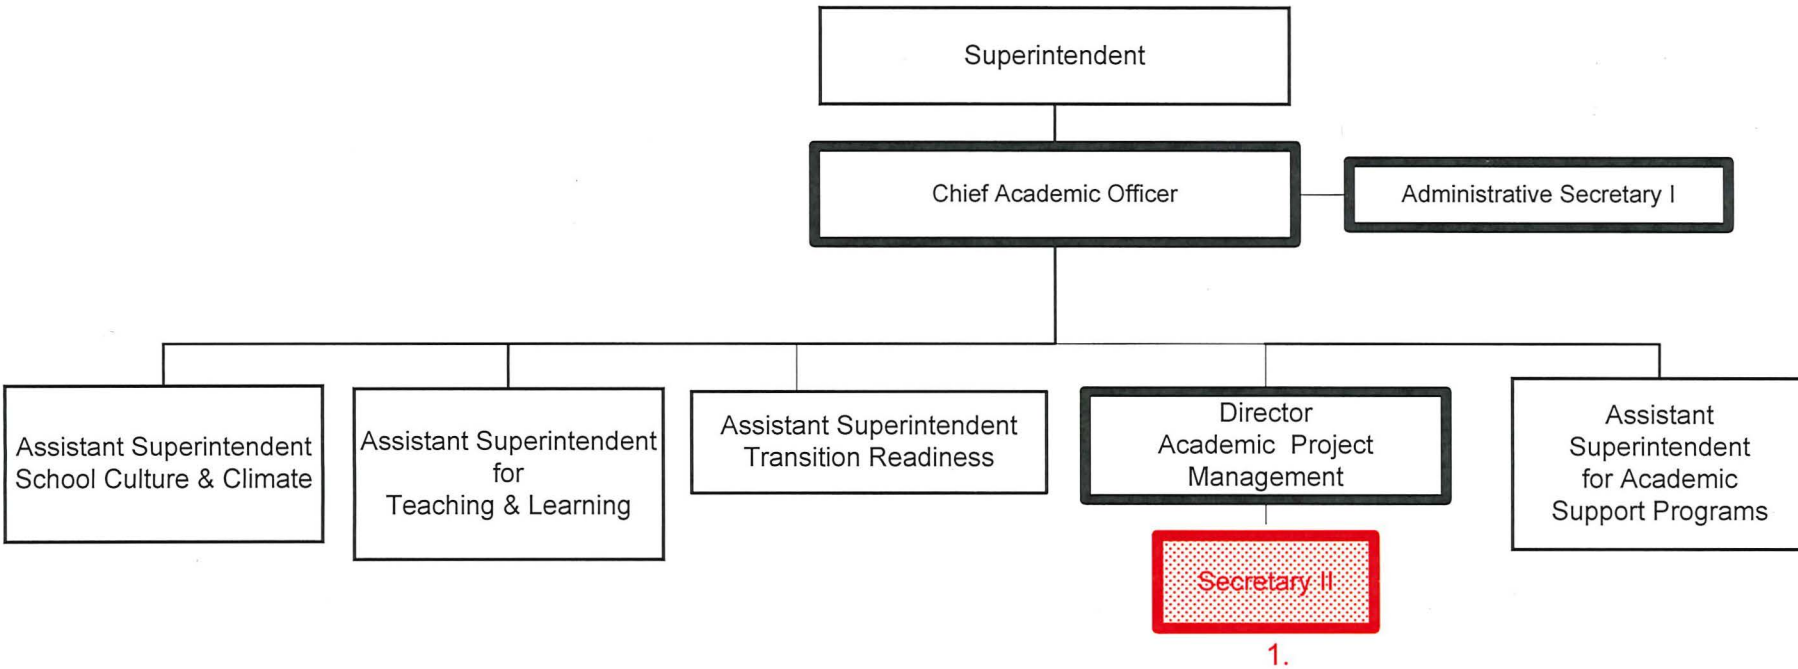 Superintendent
Chief Academic Officer
Administrative Secretary I
Assistant Superintendent
School Culture & Climate
Assistant Superintendent
for
Teaching & Learning
Assistant Superintendent
Transition Readiness
Director
Academic Project
Management
Assistant
Superintendent
for Academic
Support Programs
Secretary II
1.